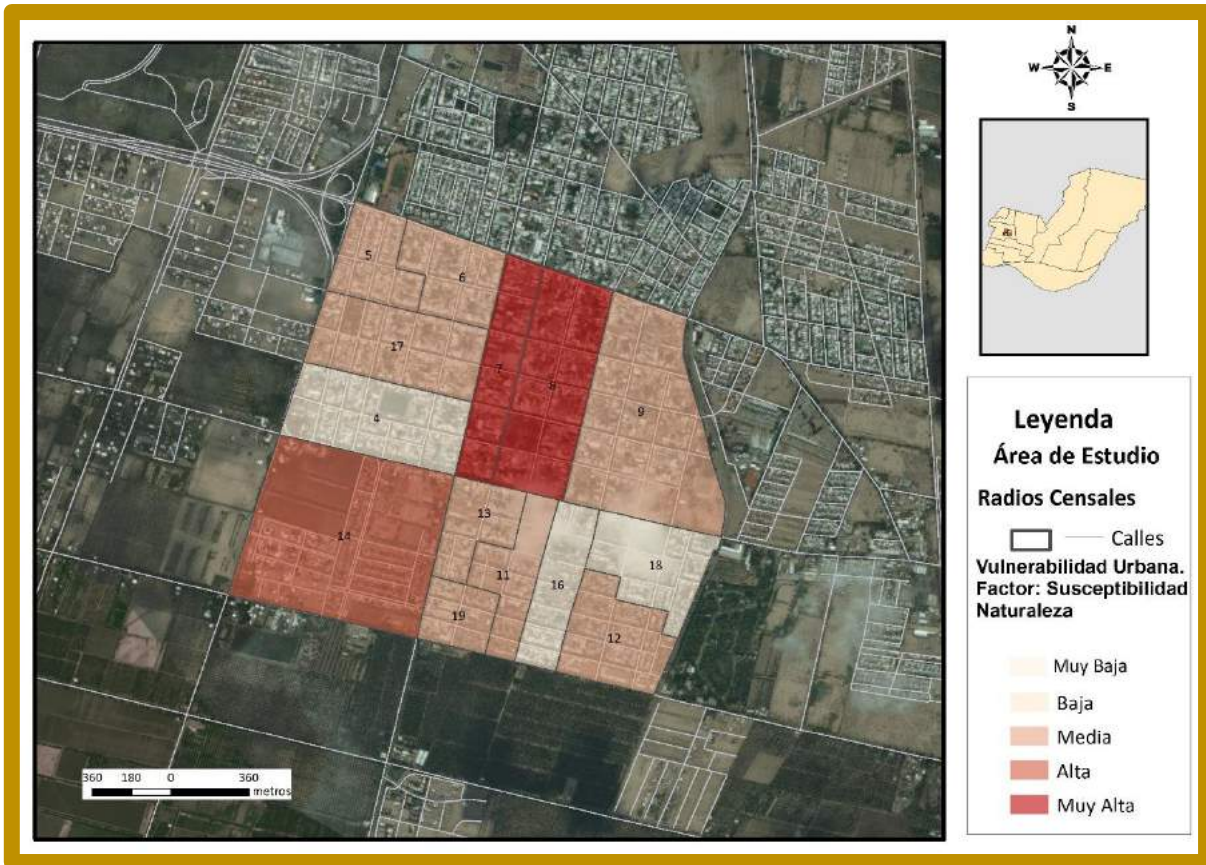 N
W E
S
5
6
17
7
8
9
4
13
14
11
16
18
19
12
360 180 0 360
metros
Leyenda
Área de Estudio
Radios Censales
Calles
Vulnerabilidad Urbana.
Factor: Susceptibilidad
Naturaleza
Muy Baja
Baja
Media
Alta
Muy Alta